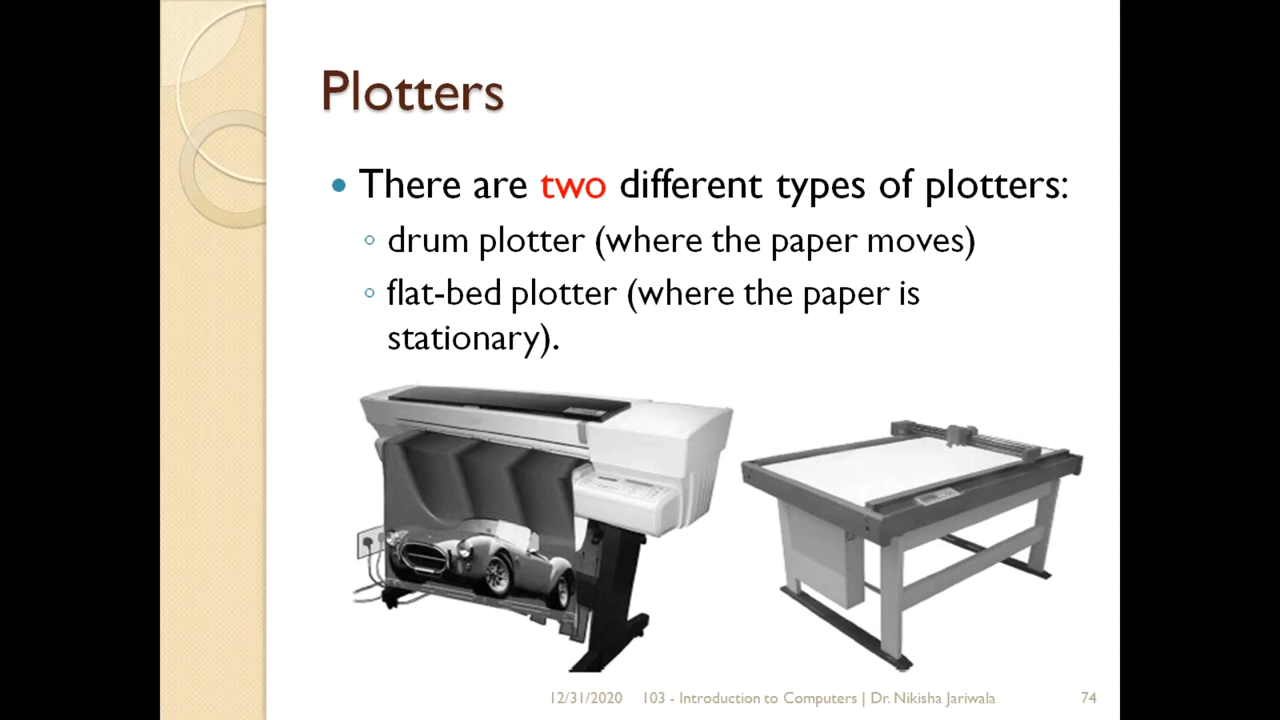 Plotters
• There are two different types of plotters:
◦ drum plotter (where the paper moves)
◦ flat-bed plotter (where the paper is
stationary).
12/31/2020 103 - Introduction to Computers | Dr. Nikisha Jariwala 74